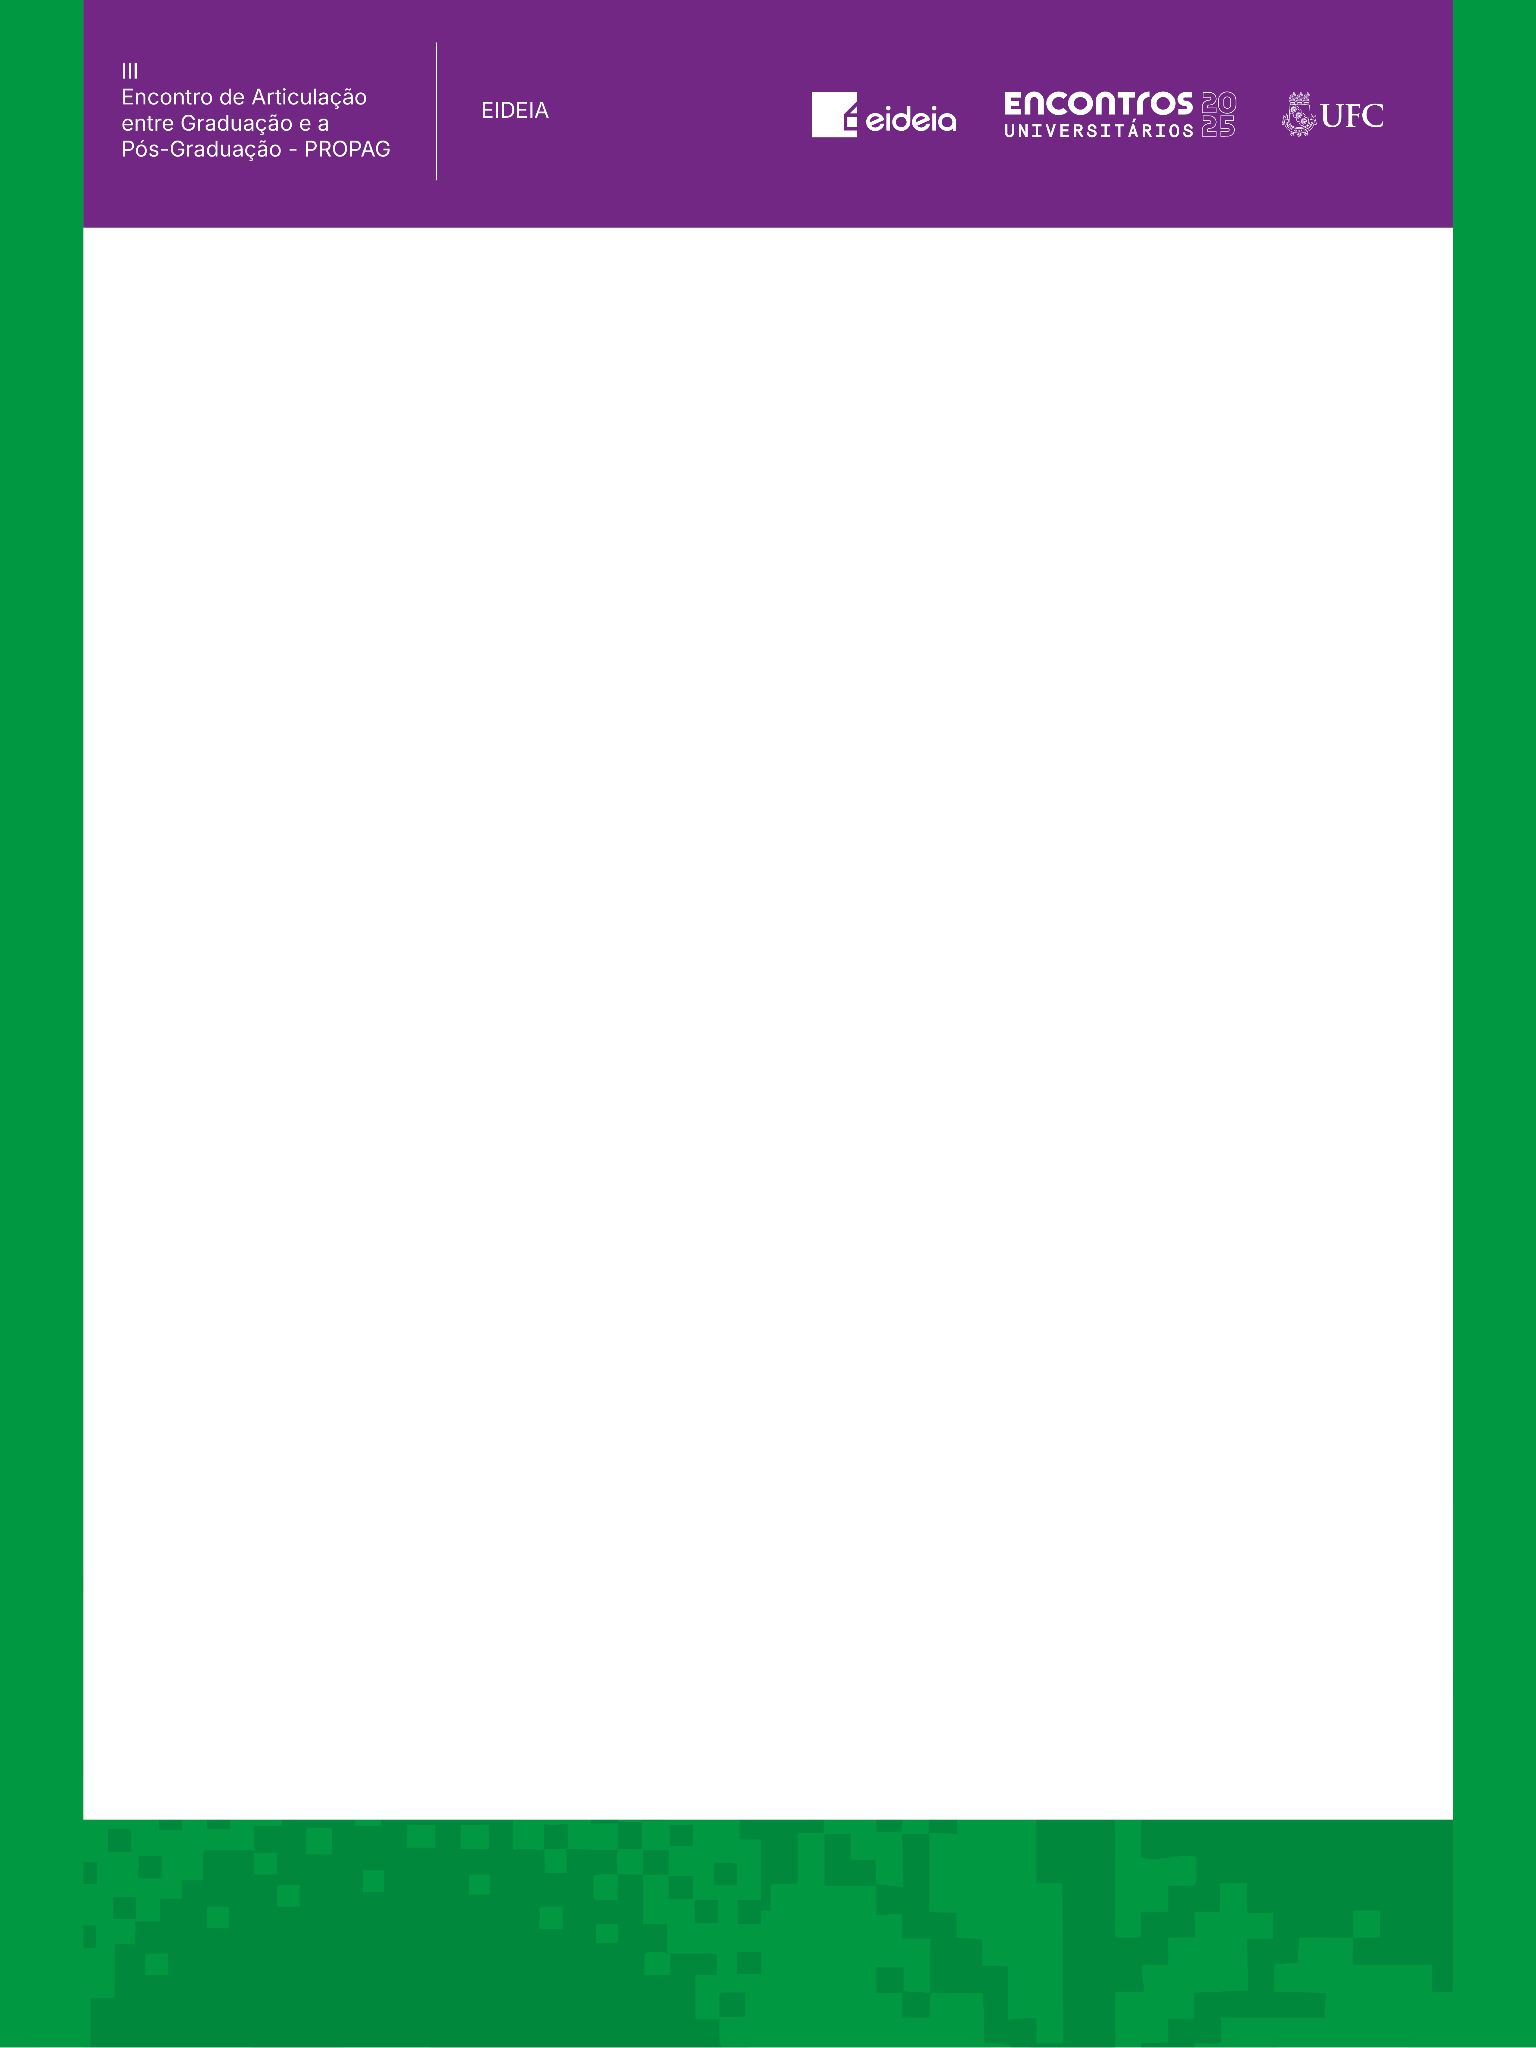 III
Encontro de Articulação
entre Graduação e a
Pós-Graduação - PROPAG
EIDEIA
eideia
ENCONTROS
UNIVERSITÁRIOS
20
25
UFC